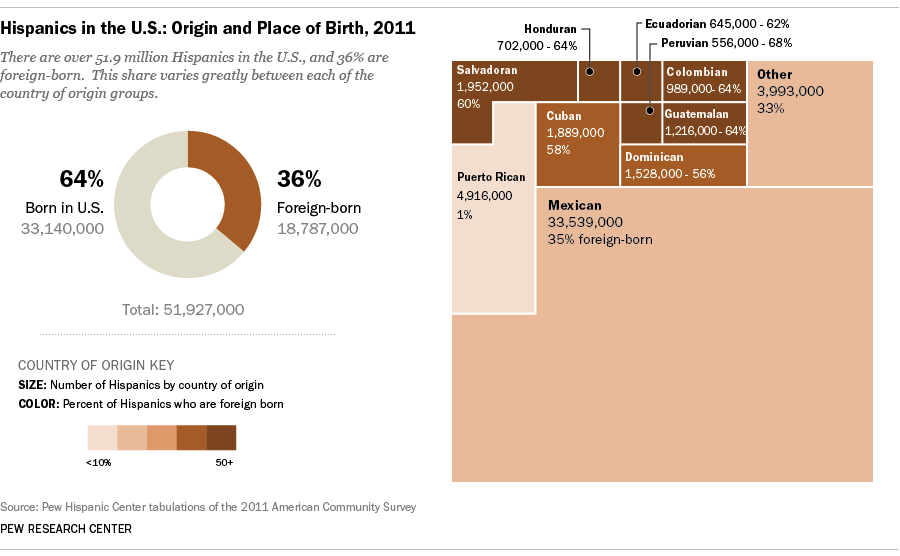 Hispanics in the U.S.: Origin and Place of Birth, 2011
There are over 51.9 million Hispanics in the U.S., and 36% are
foreign-born. This share varies greatly between each of the
country of origin groups.
64%
Born in U.S.
33,140,000
36%
Foreign-born
18,787,000
Total: 51,927,000
COUNTRY OF ORIGIN KEY
SIZE: Number of Hispanics by country of origin
COLOR: Percent of Hispanics who are foreign born
<10%
50+
Honduran
702,000 - 64%
Ecuadorian 645,000 - 62%
Peruvian 556,000 - 68%
Salvadoran
1,952,000
60%
Colombian
989,000- 64%
Other
3,993,000
33%
Cuban
1,889,000
58%
Guatemalan
1,216,000 - 64%
Dominican
1,528,000 - 56%
Puerto Rican
4,916,000
1%
Mexican
33,539,000
35% foreign-born
Source: Pew Hispanic Center tabulations of the 2011 American Community Survey
PEW RESEARCH CENTER